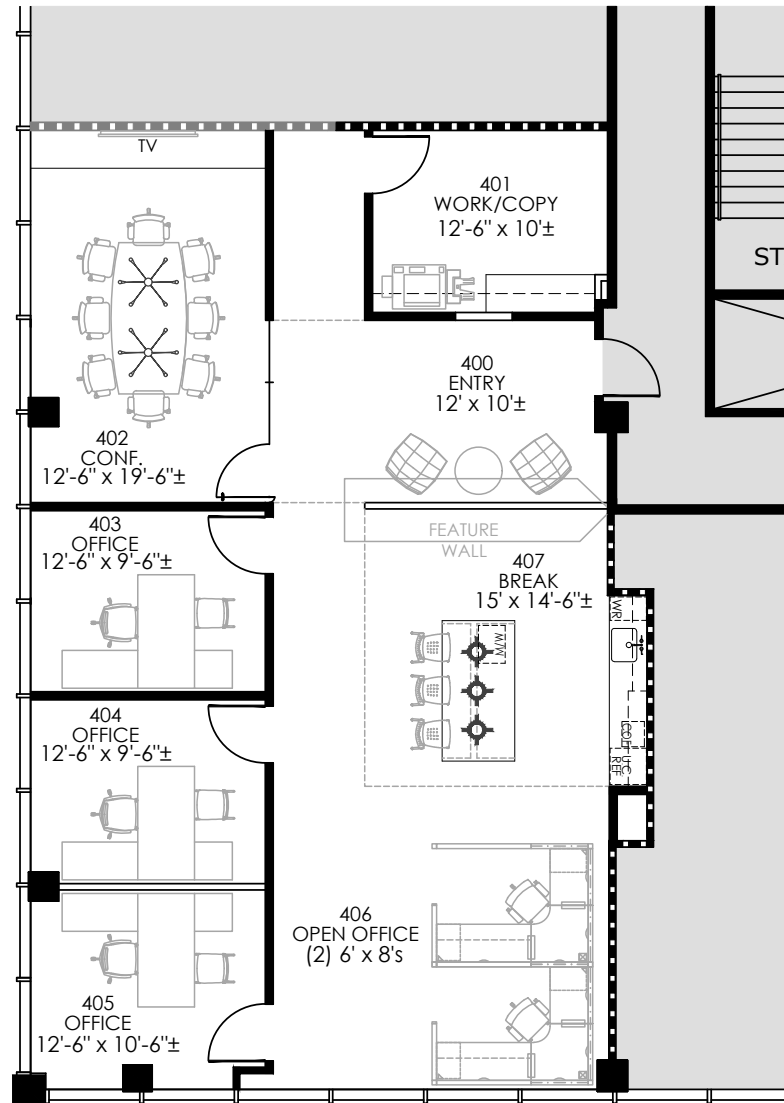 TV
401
WORK/COPY
12'-6" x 10'±
ST
400
ENTRY
12' x 10'±
402
CONF.
12'-6" x 19'-6"±
403
OFFICE
12'-6" x 9'-6"±
FEATURE
WALL
407
BREAK
15' x 14'-6"±
WR
M/W
404
OFFICE
12'-6" x 9'-6"±
COF
U.C.
REF
406
OPEN OFFICE
(2) 6' x 8's
405
OFFICE
12'-6" x 10'-6"±